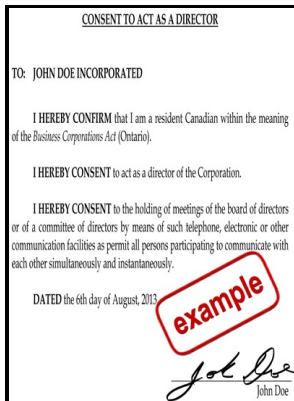 CONSENT TO ACT AS A DIRECTOR
TO: JOHN DOE INCORPORATED
I HEREBY CONFIRM that I am a resident Canadian within the meaning
of the Business Corporations Act (Ontario).
I HEREBY CONSENT to act as a director of the Corporation.
I HEREBY CONSENT to the holding of meetings of the board of directors
or of a committee of directors by means of such telephone, electronic or other
communication facilities as permit all persons participating to communicate with
each other simultaneously and instantaneously.
DATED the 6th day of August, 2013
example
Joh Doe
John Doe